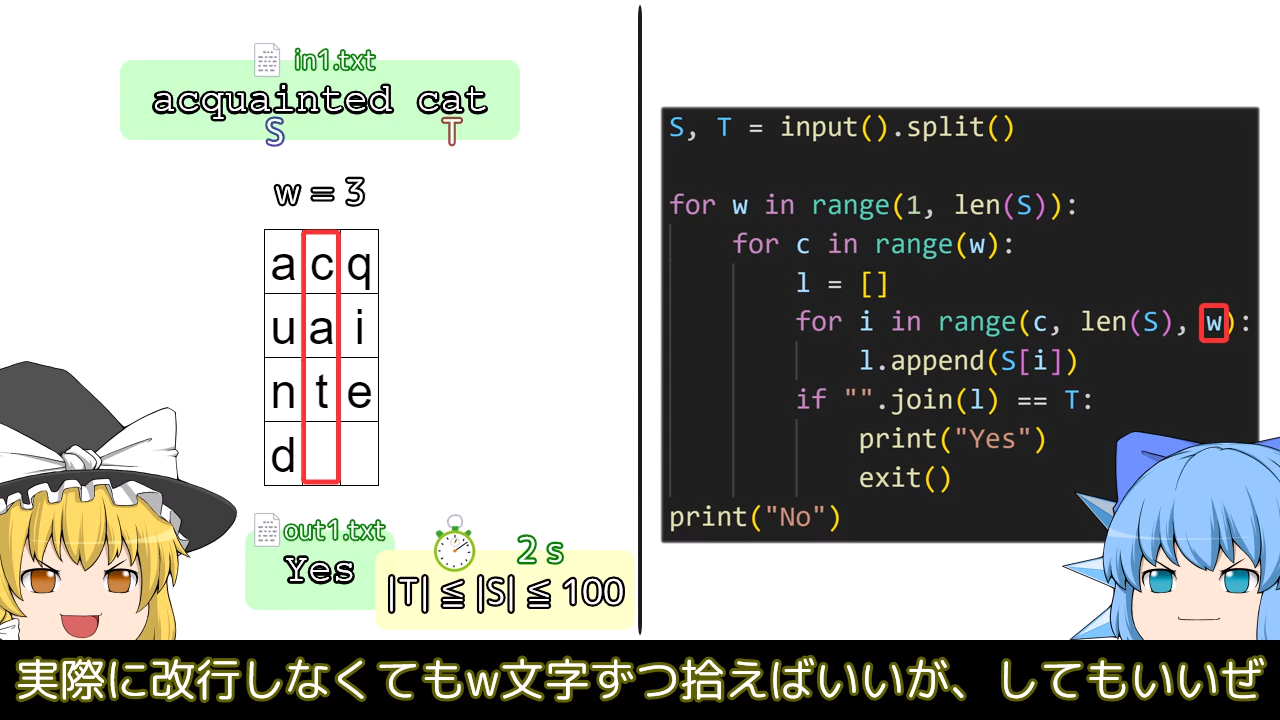 in1.txt
acquainted cat
S T
w = 3
a c q
u a i
n t e
d
out1.txt
Yes
2 s
|T| ≦ |S| ≦ 100
S, T = input().split()
for w in range(1, len(S)):
    for c in range(w):
        l = []
        for i in range(c, len(S), w):
            l.append(S[i])
        if "".join(l) == T:
            print("Yes")
            exit()
print("No")
実際に改行しなくてもw文字ずつ拾えばいいが、してもいいぜ